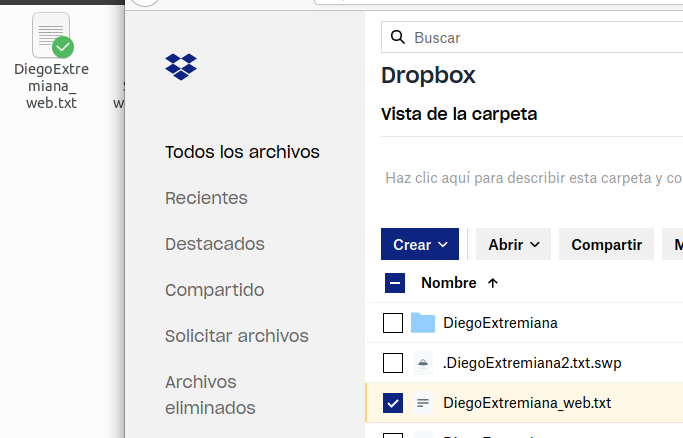 DiegoExtre
miana_
web.txt
Buscar
Dropbox
Vista de la carpeta
Haz clic aquí para describir esta carpeta y co
Todos los archivos
Recientes
Destacados
Compartido
Solicitar archivos
Archivos
eliminados
Crear Abrir Compartir
Nombre
DiegoExtremiana
.DiegoExtremiana2.txt.swp
DiegoExtremiana_web.txt